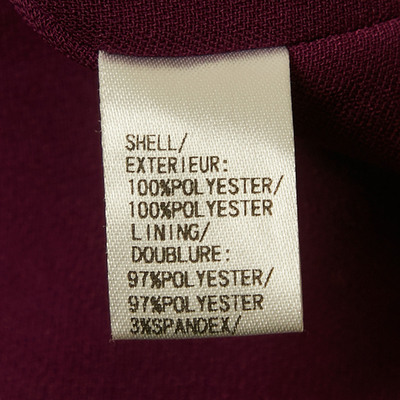 SHELL/
EXTERIEUR:
100%POLYESTER/
100%POLYESTER
LINING/
DOUBLURE:
97%POLYESTER/
97%POLYESTER
3%SPANDEX/